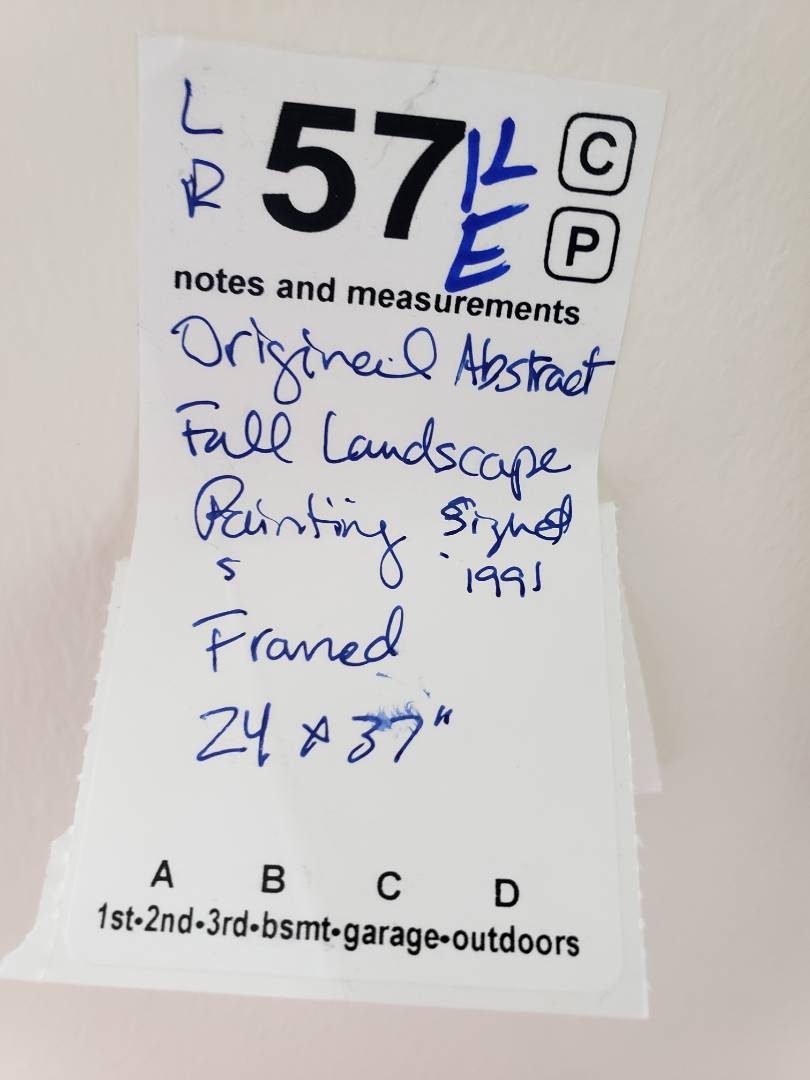 L
R
57 KE
C
P
notes and measurements
Original Abstract
Fall Landscape
Painting Signed
s 1991
Framed
24 x 37"
A B C D
1st•2nd•3rd•bsmt•garage•outdoors